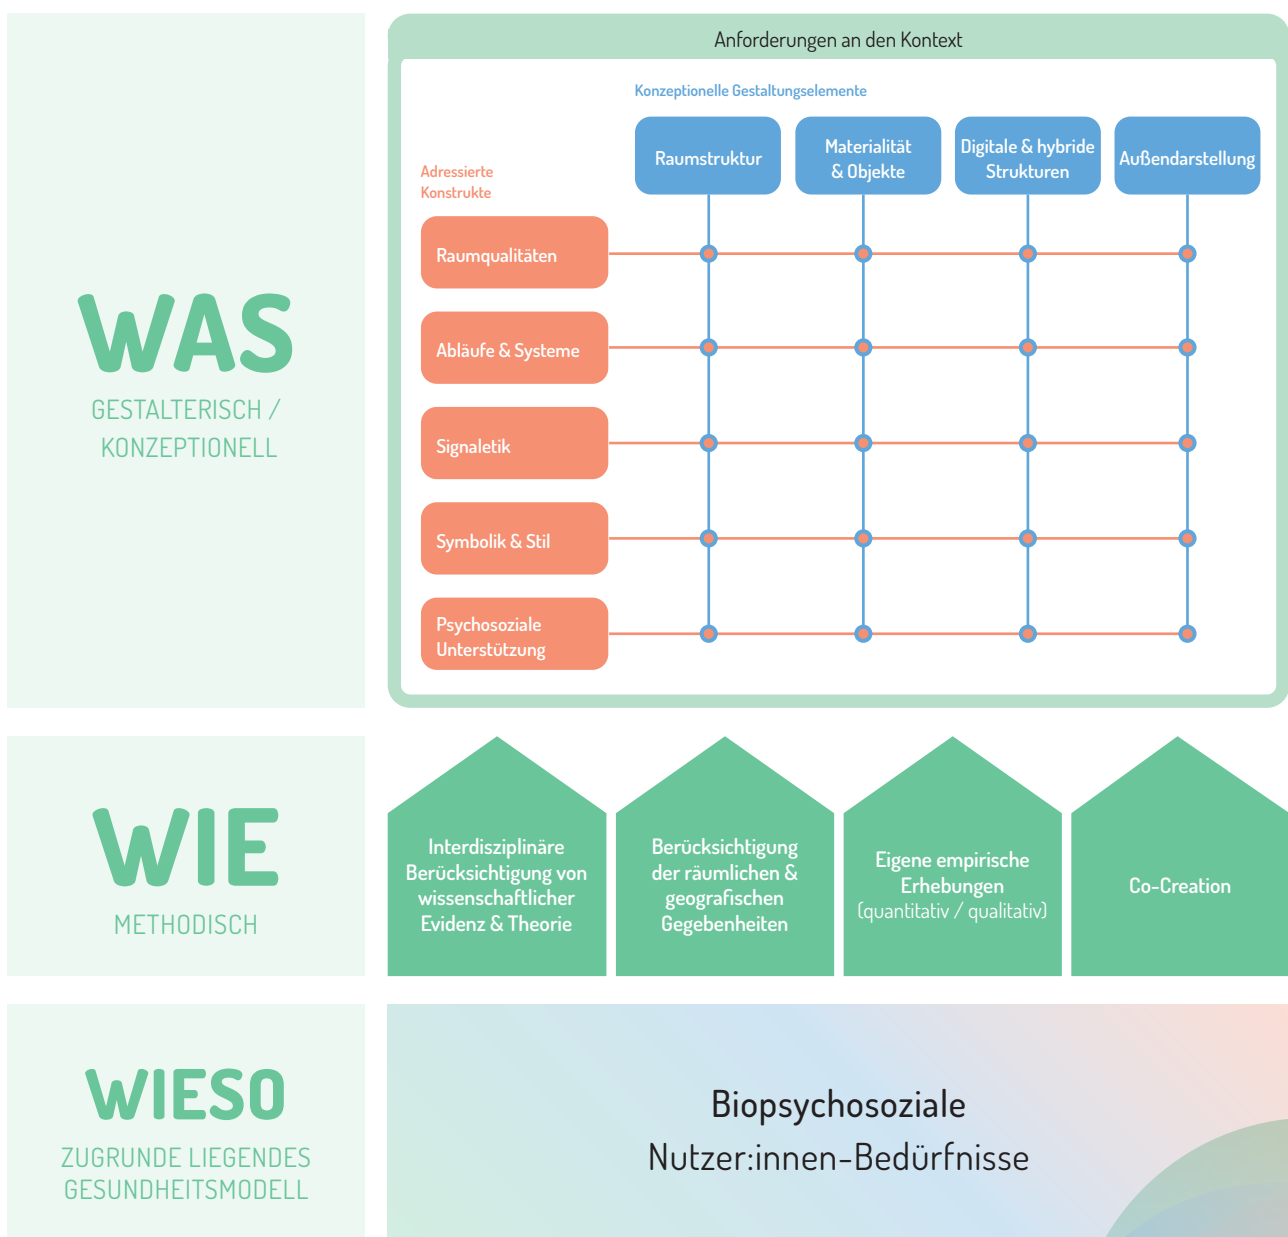 Anforderungen an den Kontext
Konzeptionelle Gestaltungselemente
Raumstruktur
Materialität
& Objekte
Digitale & hybride
Strukturen
Außendarstellung
Adressierte
Konstrukte
Raumqualitäten
Abläufe & Systeme
Signaletik
Symbolik & Stil
Psychosoziale
Unterstützung
WAS
GESTALTERISCH /
KONZEPTIONELL
WIE
METHODISCH
Interdisziplinäre
Berücksichtigung von
wissenschaftlicher
Evidenz & Theorie
Berücksichtigung
der räumlichen &
geografischen
Gegebenheiten
Eigene empirische
Erhebungen
(quantitativ / qualitativ)
Co-Creation
WIESO
ZUGRUNDE LIEGENDES
GESUNDHEITSMODELL
Biopsychosoziale
Nutzer:innen-Bedürfnisse